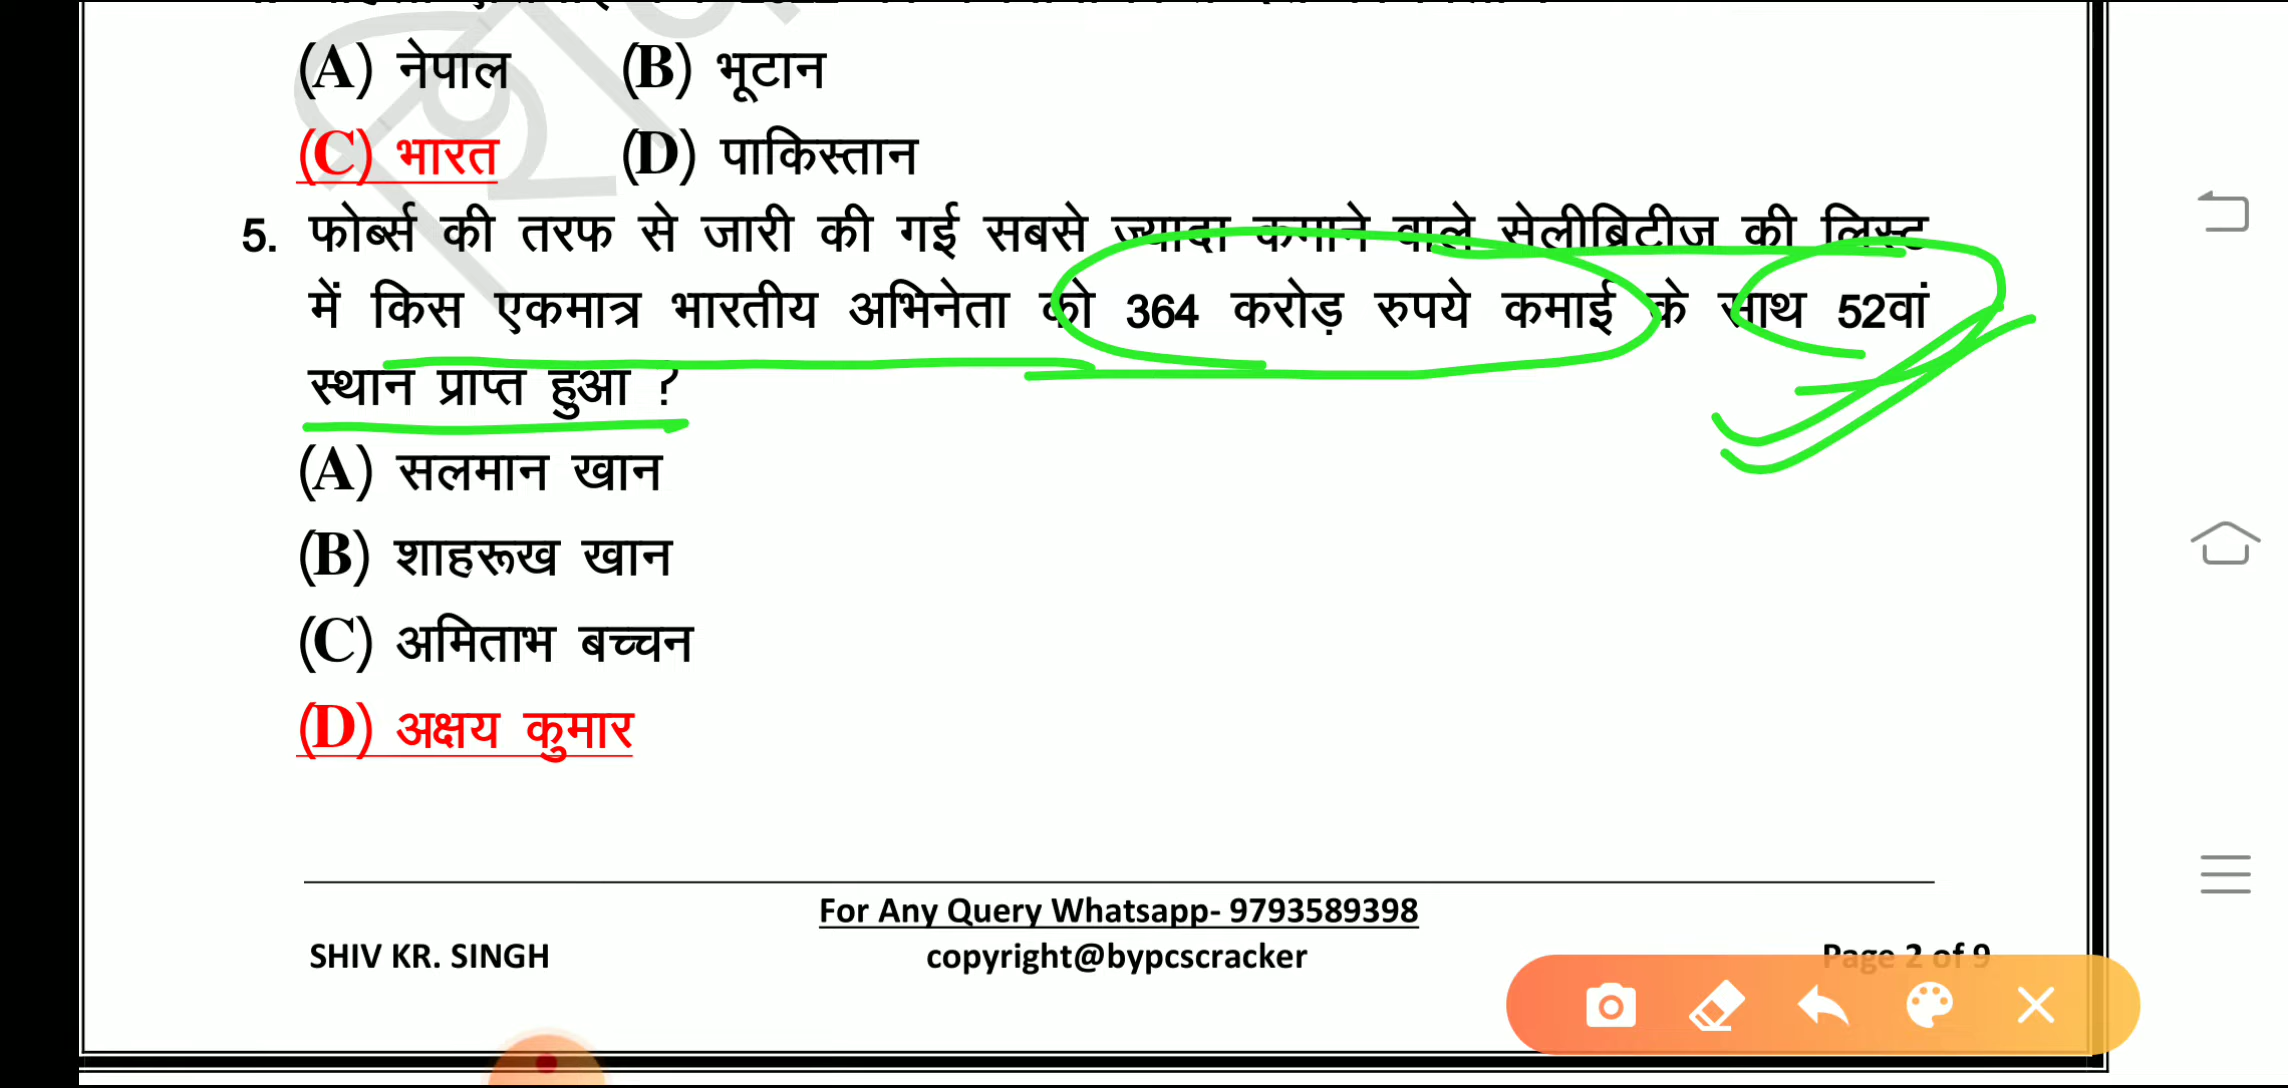 (A) नेपाल (B) भूटान
(C) भारत (D) पाकिस्तान
5. फोर्ब्स की तरफ से जारी की गई सबसे ज्यादा कमाने वाले सेलीब्रिटीज की लिस्ट
में किस एकमात्र भारतीय अभिनेता को 364 करोड़ रुपये कमाई के साथ 52वां
स्थान प्राप्त हुआ ?
(A) सलमान खान
(B) शाहरूख खान
(C) अमिताभ बच्चन
(D) अक्षय कुमार
For Any Query Whatsapp- 9793589398
SHIV KR. SINGH copyright@bypcscracker Page 2 of 9